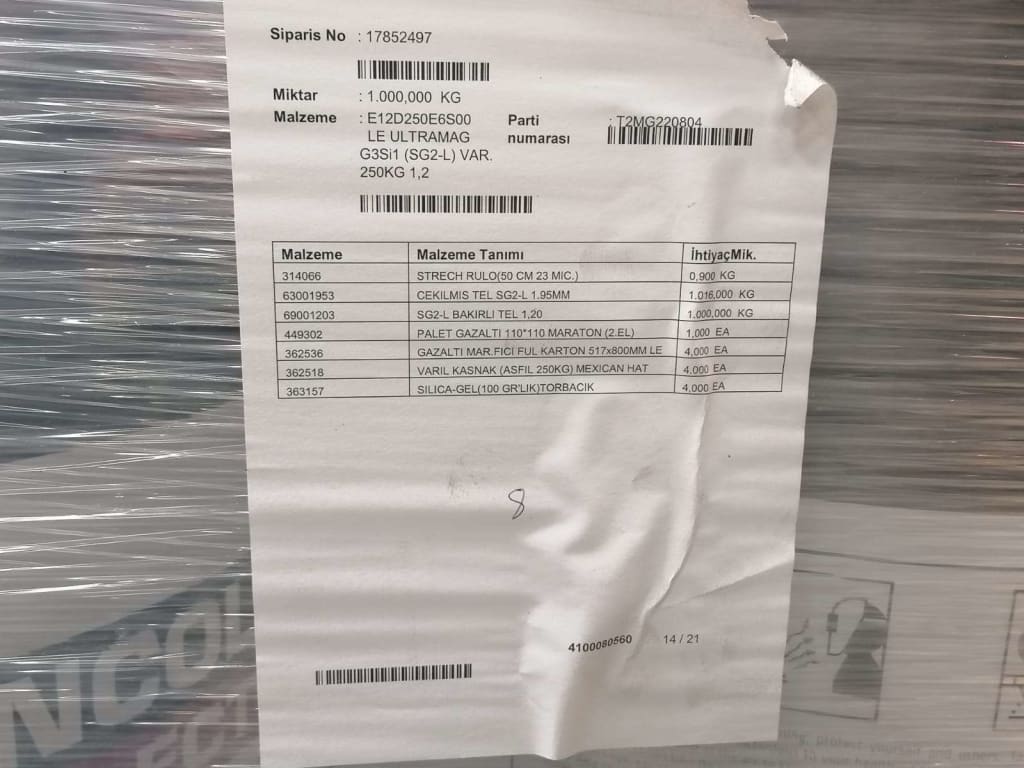 Siparis No : 17852497
Miktar : 1.000,000 KG
Malzeme : E12D250E6S00 Parti : T2MG220804
LE ULTRAMAG numarası
G3Si1 (SG2-L) VAR.
250KG 1,2
Malzeme Malzeme Tanımı İhtiyaçMik.
314066 STRECH RULO(50 CM 23 MIC.) 0,900 KG
63001953 CEKILMIS TEL SG2-L 1.95MM 1.016,000 KG
69001203 SG2-L BAKIRLI TEL 1,20 1.000,000 KG
449302 PALET GAZALTI 110*110 MARATON (2.EL) 1,000 EA
362536 GAZALTI MAR.FICI FUL KARTON 517x800MM LE 4,000 EA
362518 VARIL KASNAK (ASFIL 250KG) MEXICAN HAT 4,000 EA
363157 SILICA-GEL(100 GR'LIK)TORBACIK 4,000 EA
8
4100080560 14 / 21
NCOL
protect yourself and others